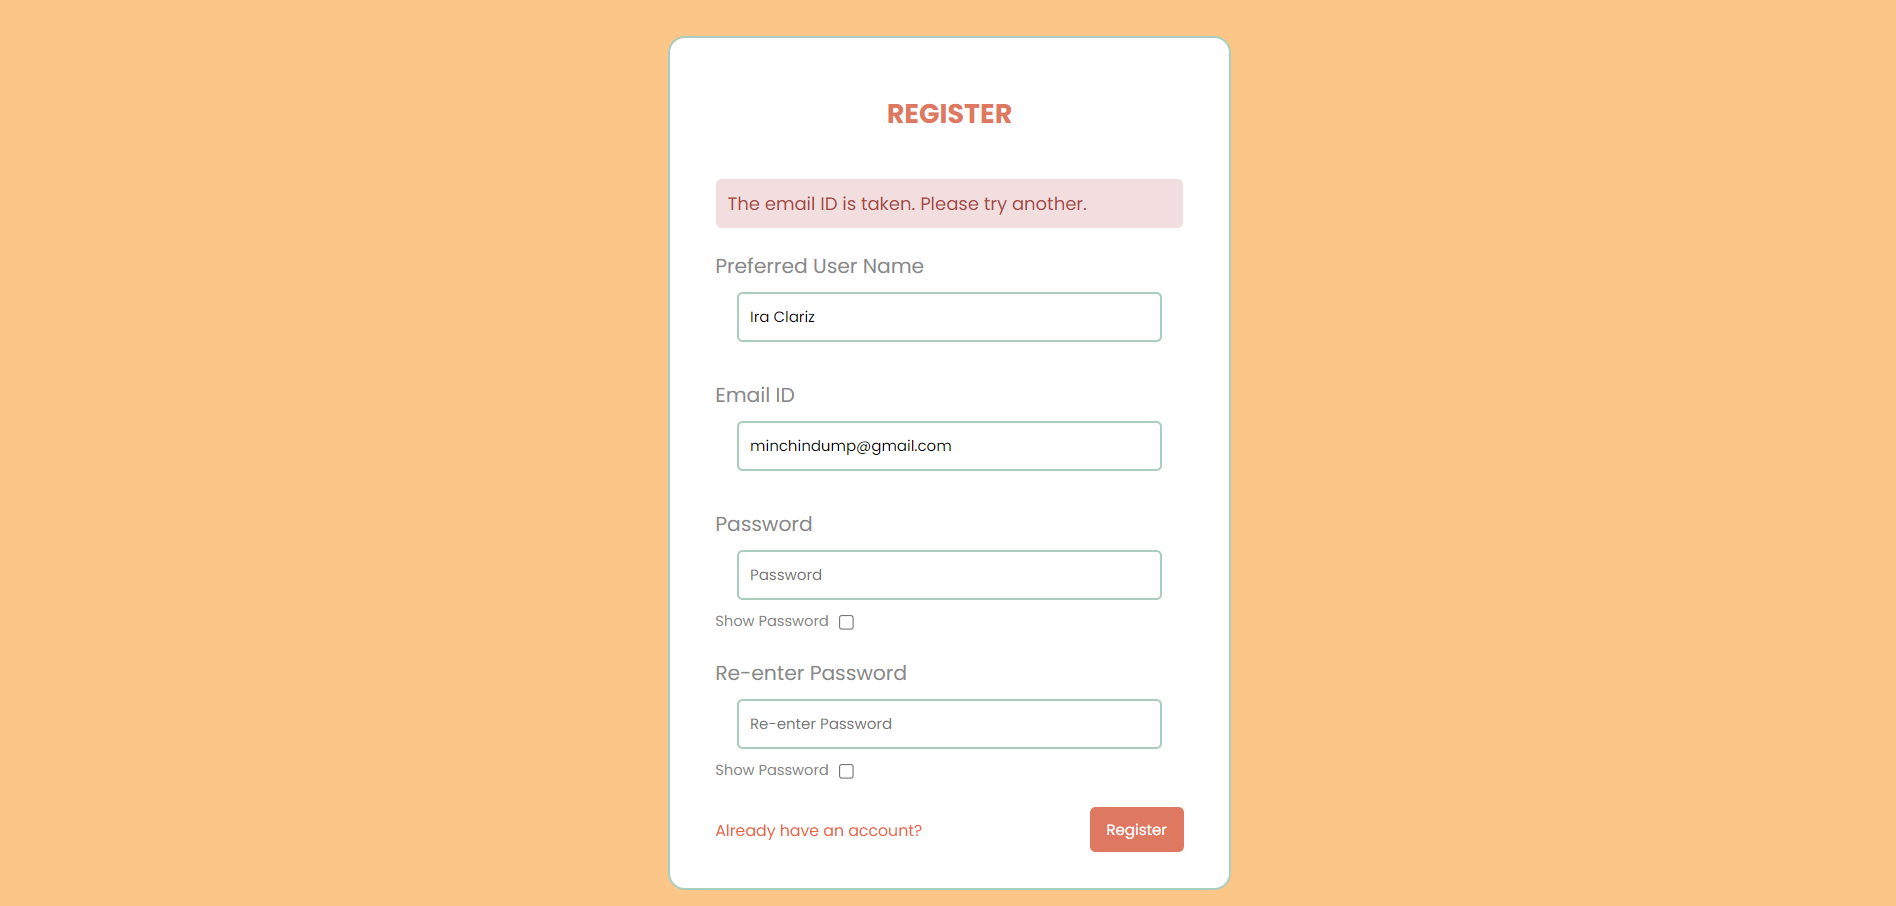 REGISTER
The email ID is taken. Please try another.
Preferred User Name
Ira Clariz
Email ID
minchindump@gmail.com
Password
Password
Show Password
Re-enter Password
Re-enter Password
Show Password
Already have an account?
Register